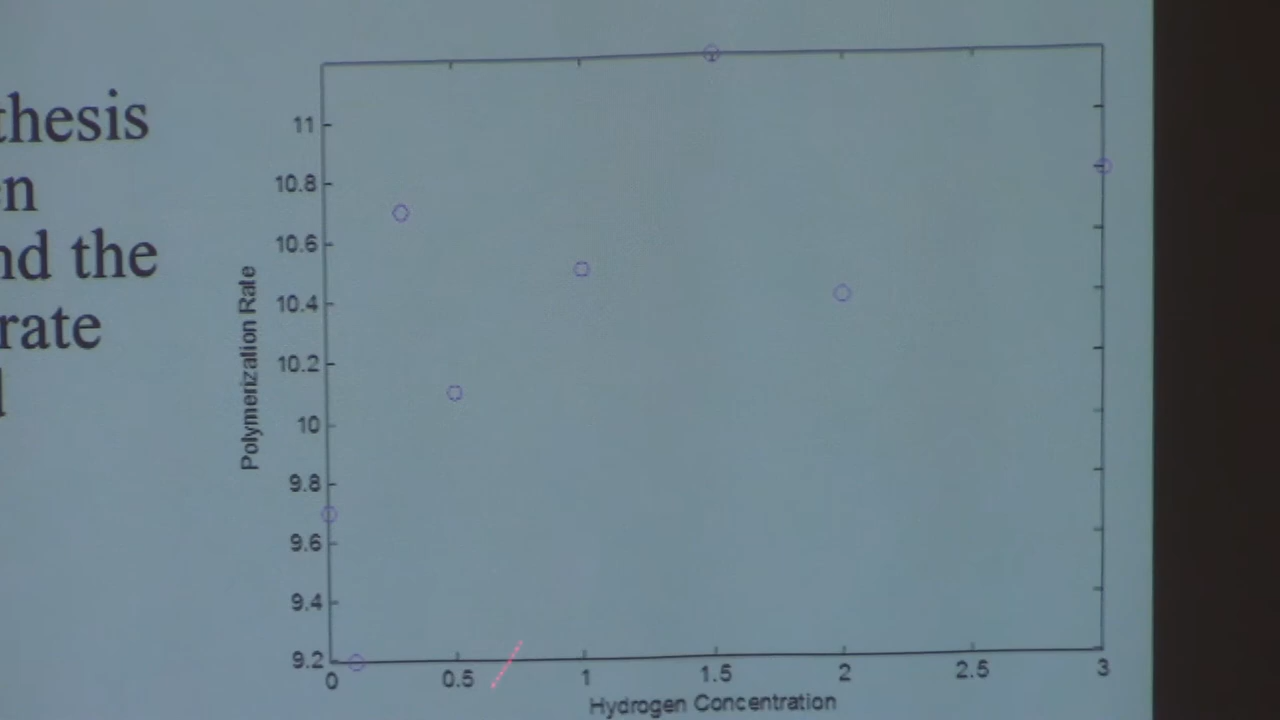 thesis
en
nd the
rate
11
10.8
10.6
10.4
10.2
10
9.8
9.6
9.4
9.2
Polymerization Rate
0 0.5 1 1.5 2 2.5 3
Hydrogen Concentration